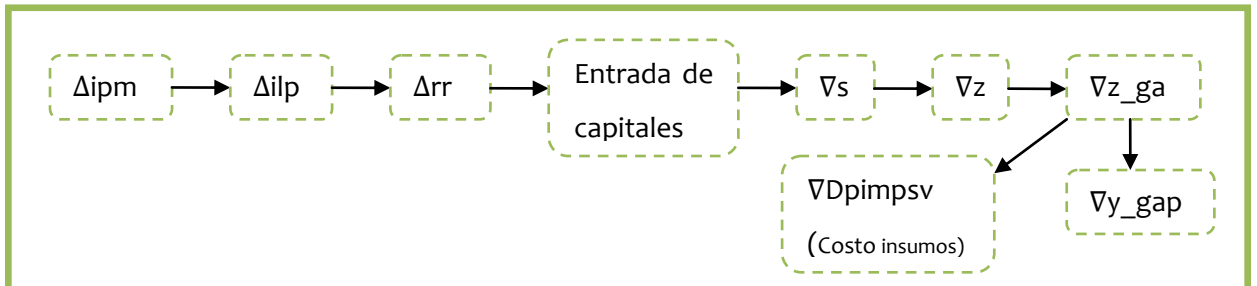 Δipm
Δilp
Δrr
Entrada de
capitales
∇s
∇z
∇z_ga
∇Dpimpsv
(Costo insumos)
∇y_gap